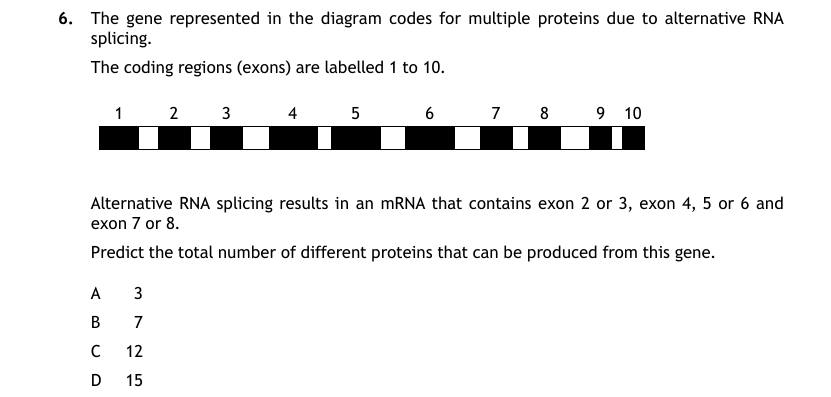 6. The gene represented in the diagram codes for multiple proteins due to alternative RNA
splicing.
The coding regions (exons) are labelled 1 to 10.
1 2 3 4 5 6 7 8 9 10
Alternative RNA splicing results in an mRNA that contains exon 2 or 3, exon 4, 5 or 6 and
exon 7 or 8.
Predict the total number of different proteins that can be produced from this gene.
A 3
B 7
C 12
D 15